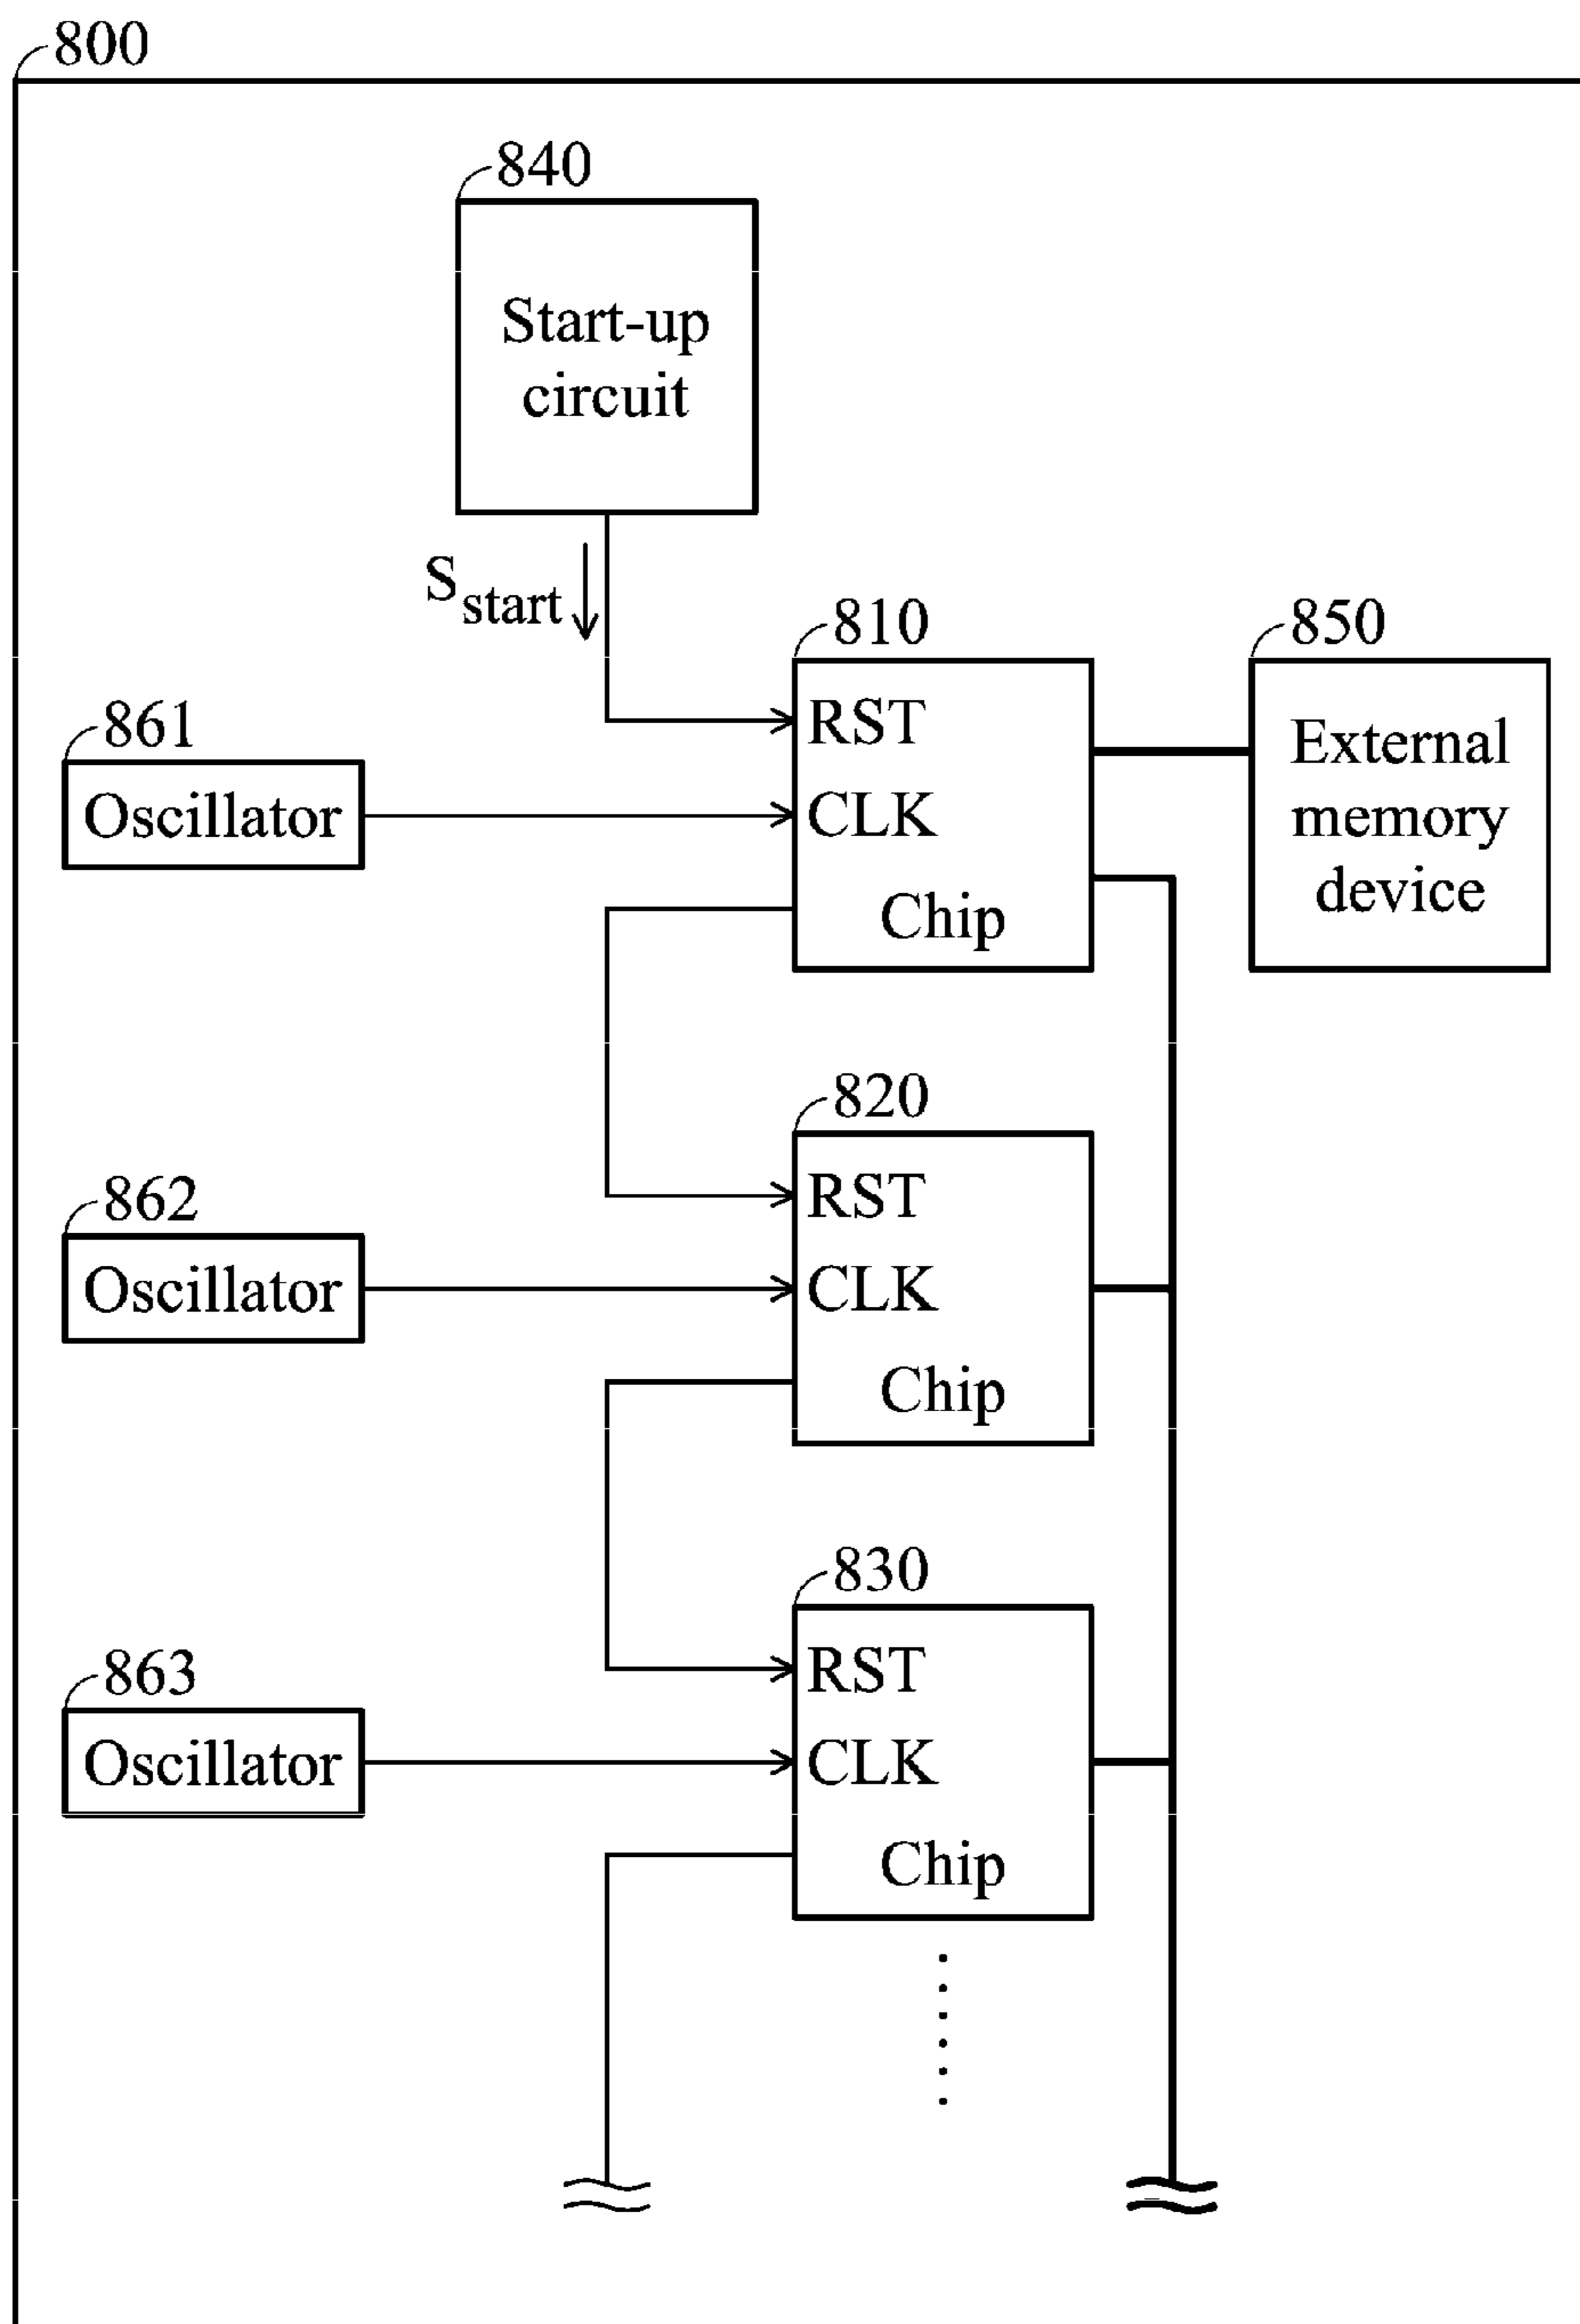 800
840
Start-up
circuit
Sstart
810
850
861
RST
External
Oscillator
CLK
memory
Chip
device
820
862
RST
Oscillator
CLK
Chip
830
863
RST
Oscillator
CLK
Chip